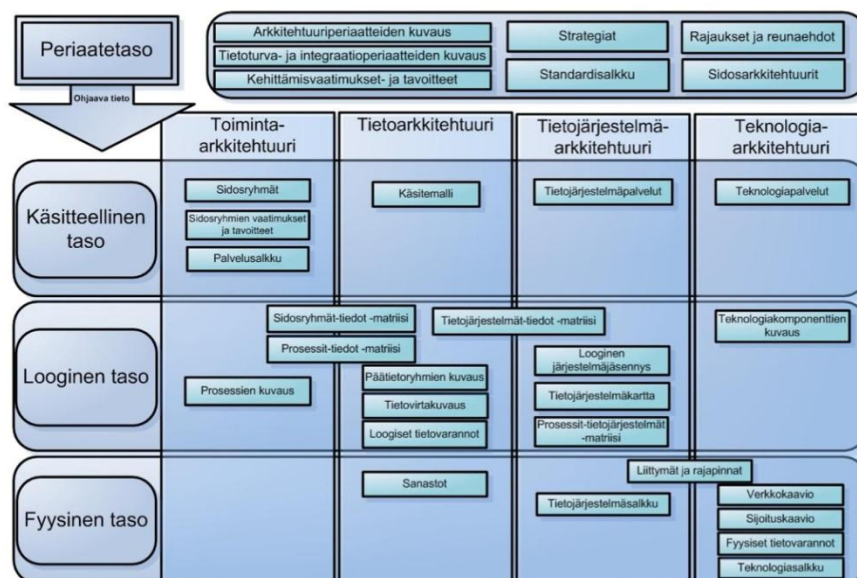 Periaatetaso
Ohjaava tieto
Arkkitehtuuriperiaatteiden kuvaus
Tietoturva- ja integraatioperiaatteiden kuvaus
Kehittämisvaatimukset- ja tavoitteet
Strategiat
Standardisalkku
Rajaukset ja reunaehdot
Sidosarkkitehtuurit
Toiminta-
arkkitehtuuri
Tietoarkkitehtuuri
Tietojärjestelmä-
arkkitehtuuri
Teknologia-
arkkitehtuuri
Käsitteellinen
taso
Sidosryhmät
Sidosryhmien vaatimukset
ja tavoitteet
Palvelusalkku
Käsitemalli
Tietojärjestelmäpalvelut
Teknologiapalvelut
Looginen taso
Sidosryhmät-tiedot -matriisi
Prosessit-tiedot -matriisi
Prosessien kuvaus
Päätietoryhmien kuvaus
Tietovirtakuvaus
Loogiset tietovarannot
Tietojärjestelmät-tiedot -matriisi
Looginen
järjestelmäjäsennys
Tietojärjestelmäkartta
Prosessit-tietojärjestelmät
-matriisi
Teknologiakomponenttien
kuvaus
Fyysinen taso
Sanastot
Tietojärjestelmäsalkku
Liittymät ja rajapinnat
Verkkokaavio
Sijoituskaavio
Fyysiset tietovarannot
Teknologiasalkku